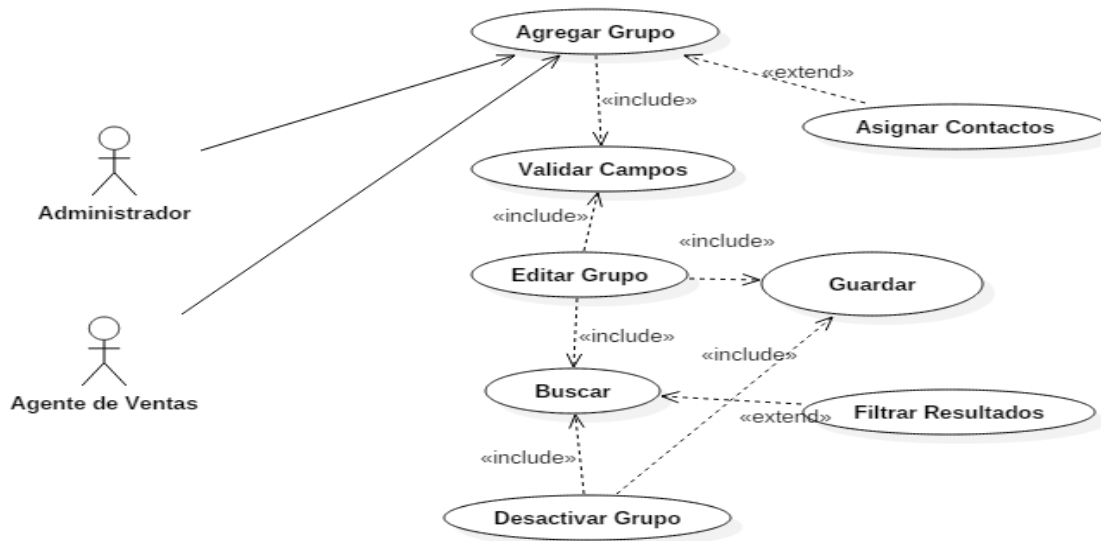 Agregar Grupo
«extend»
«include»
Asignar Contactos
Validar Campos
Administrador
«include»
«include»
Editar Grupo
Guardar
«include»
«include»
Buscar
Agente de Ventas
«extend»
Filtrar Resultados
«include»
Desactivar Grupo